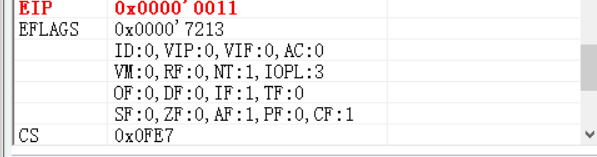 EIP 0x0000'0011
EFLAGS 0x0000'7213
ID:0,VIP:0,VIF:0,AC:0
VM:0,RF:0,NT:1,IOPL:3
OF:0,DF:0,IF:1,TF:0
SF:0,ZF:0,AF:1,PF:0,CF:1
CS 0x0FE7